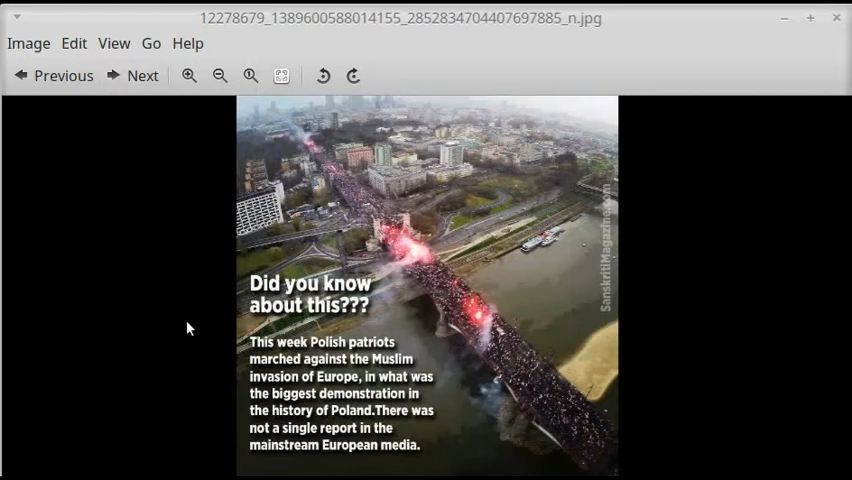 12278679_1389600588014155_2852834704407697885_n.jpg
Image Edit View Go Help
Previous Next
SanskritiMagazine.com
Did you know
about this???
This week Polish patriots
marched against the Muslim
invasion of Europe, in what was
the biggest demonstration in
the history of Poland.There was
not a single report in the
mainstream European media.